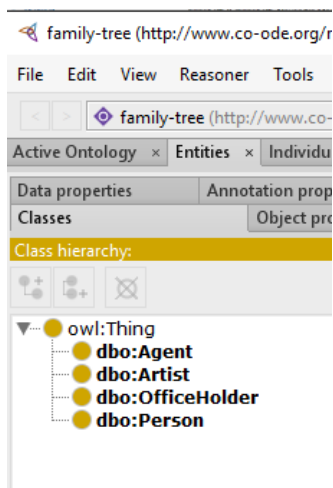 family-tree (http://www.co-ode.org/r
File Edit View Reasoner Tools
< > family-tree (http://www.co-
Active Ontology × Entities × Individu
Data properties Annotation prop
Classes Object pro
Class hierarchy:
owl:Thing
dbo:Agent
dbo:Artist
dbo:OfficeHolder
dbo:Person